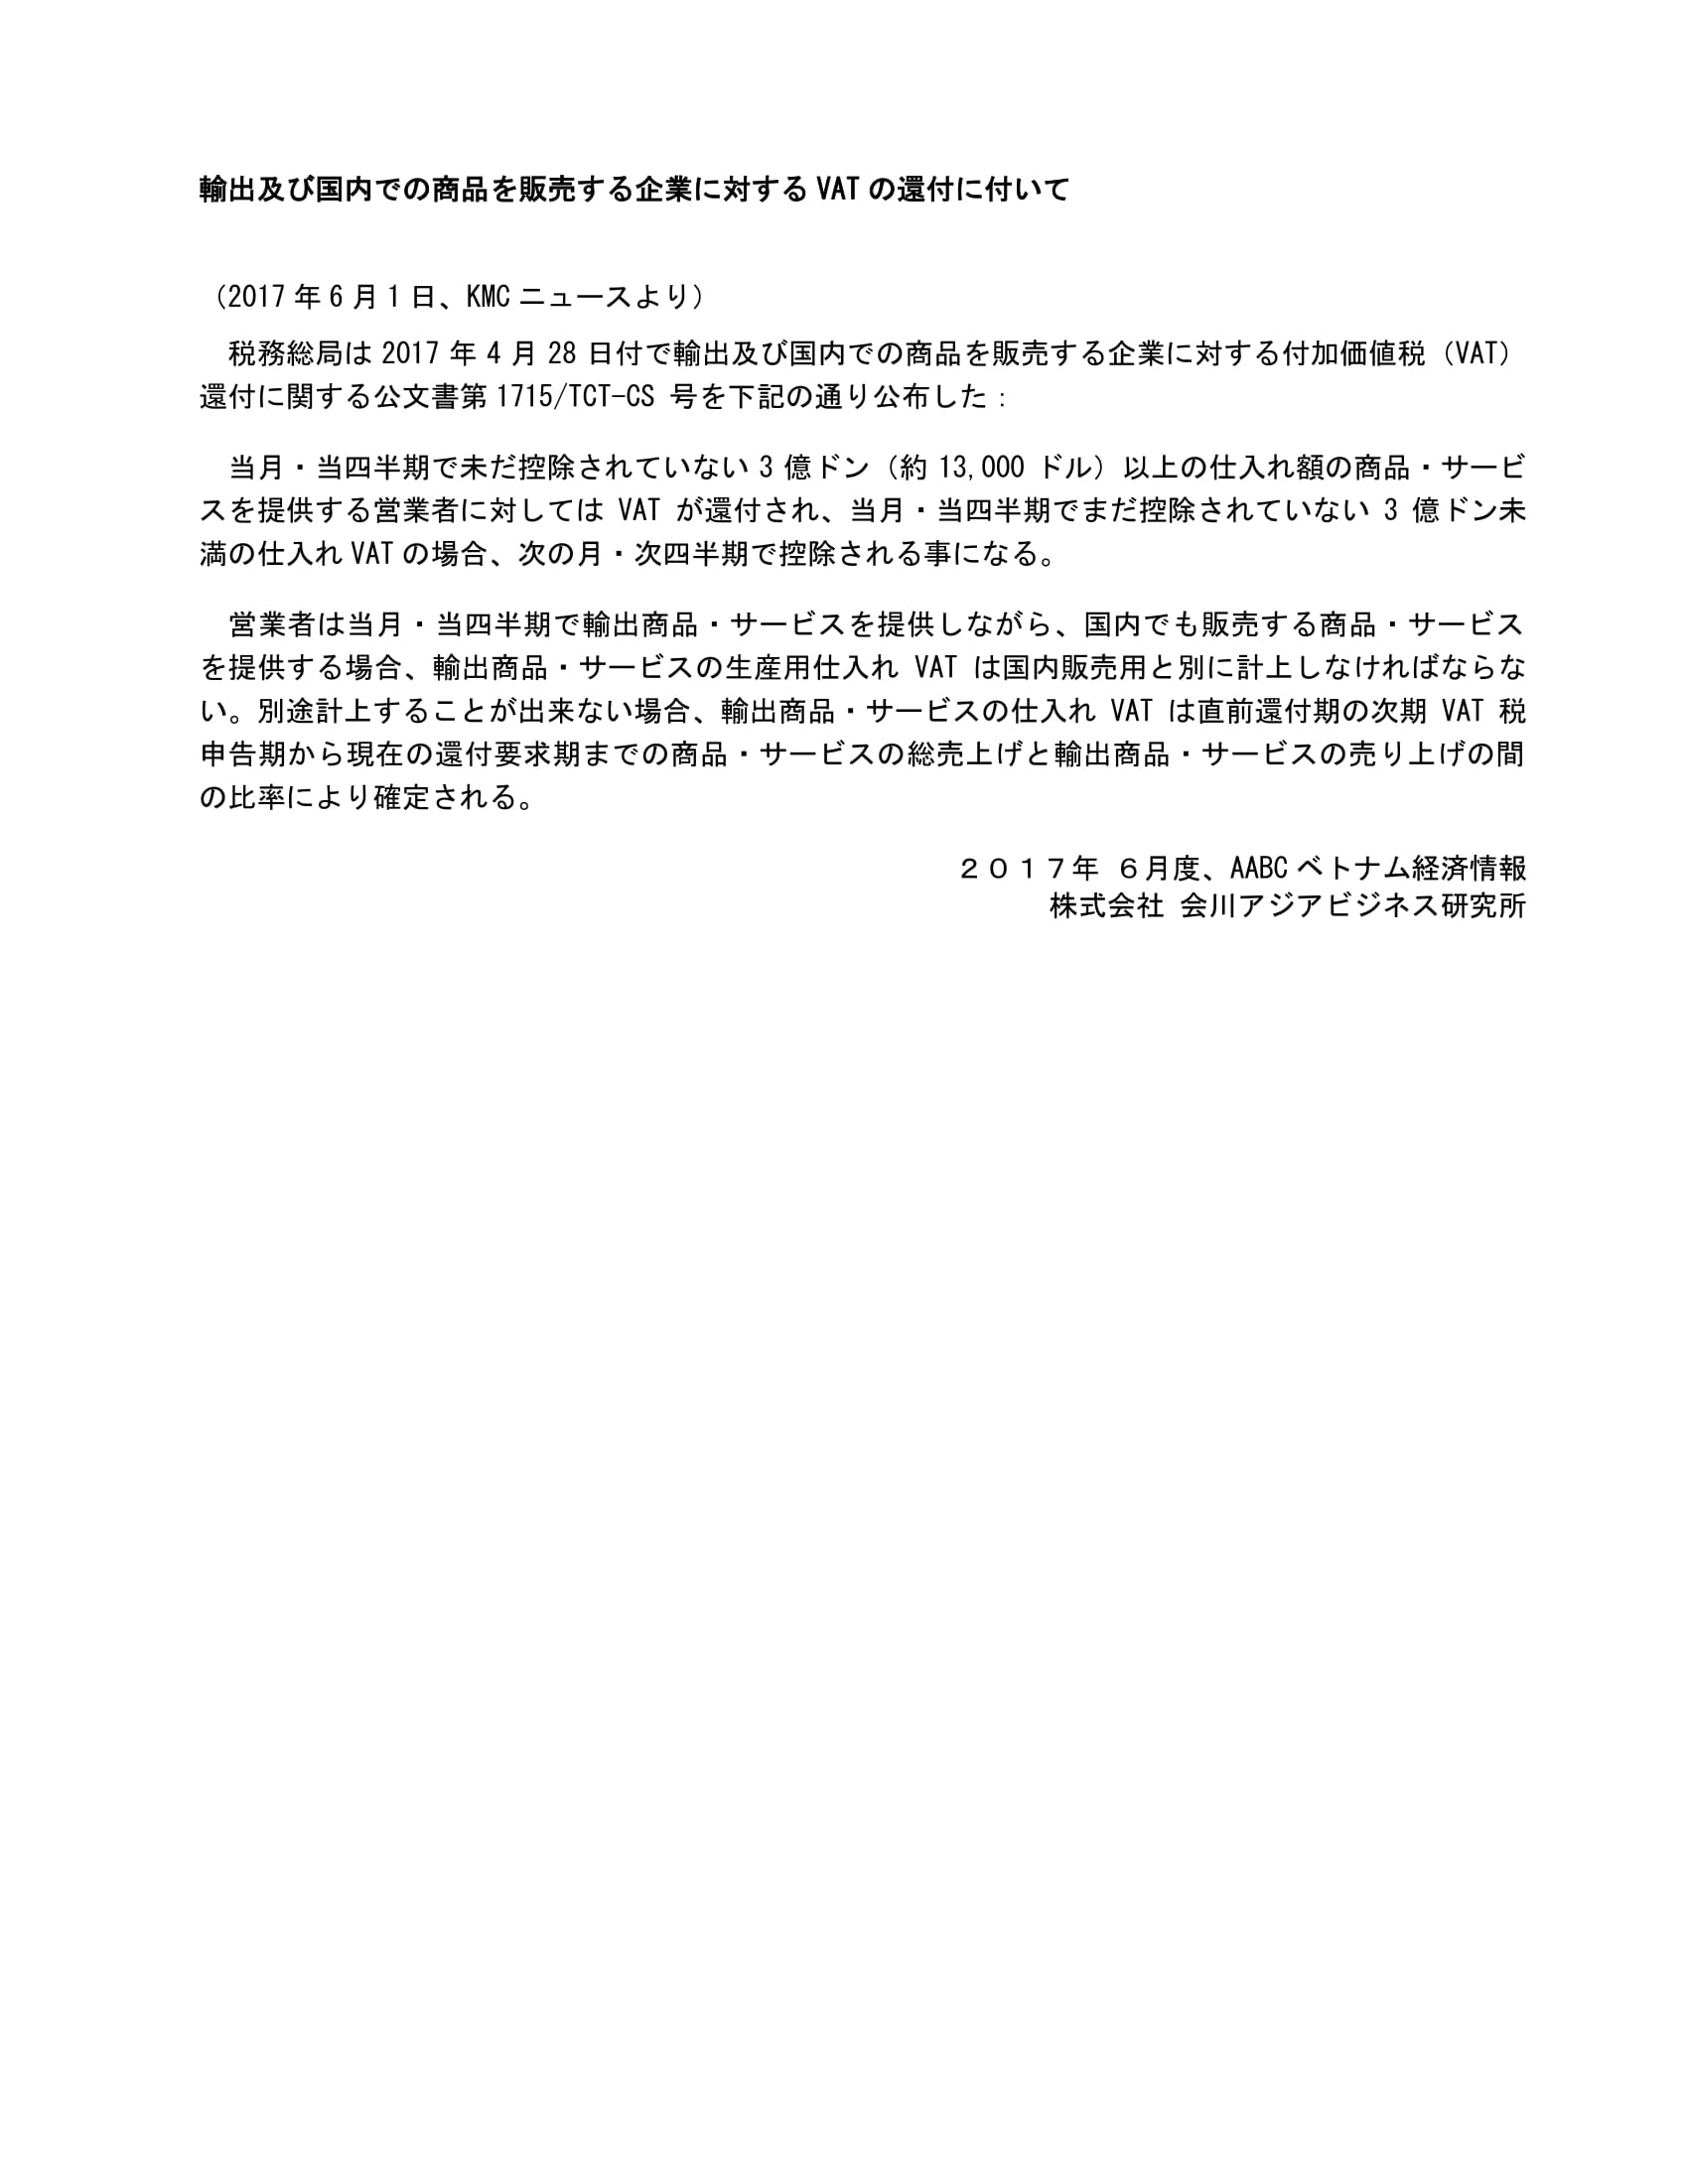 輸出及び国内での商品を販売する企業に対する VAT の還付に付いて
（2017 年 6 月 1 日、KMC ニュースより）
　税務総局は 2017 年 4 月 28 日付で輸出及び国内での商品を販売する企業に対する付加価値税（VAT）
還付に関する公文書第 1715/TCT-CS 号を下記の通り公布した：
　当月・当四半期で未だ控除されていない 3 億ドン（約 13,000 ドル）以上の仕入れ額の商品・サービ
スを提供する営業者に対しては VAT が還付され、当月・当四半期でまだ控除されていない 3 億ドン未
満の仕入れ VAT の場合、次の月・次四半期で控除される事になる。
　営業者は当月・当四半期で輸出商品・サービスを提供しながら、国内でも販売する商品・サービス
を提供する場合、輸出商品・サービスの生産用仕入れ VAT は国内販売用と別に計上しなければならな
い。別途計上することが出来ない場合、輸出商品・サービスの仕入れ VAT は直前還付期の次期 VAT 税
申告期から現在の還付要求期までの商品・サービスの総売上げと輸出商品・サービスの売り上げの間
の比率により確定される。
２０１７年 ６月度、AABC ベトナム経済情報
株式会社 会川アジアビジネス研究所